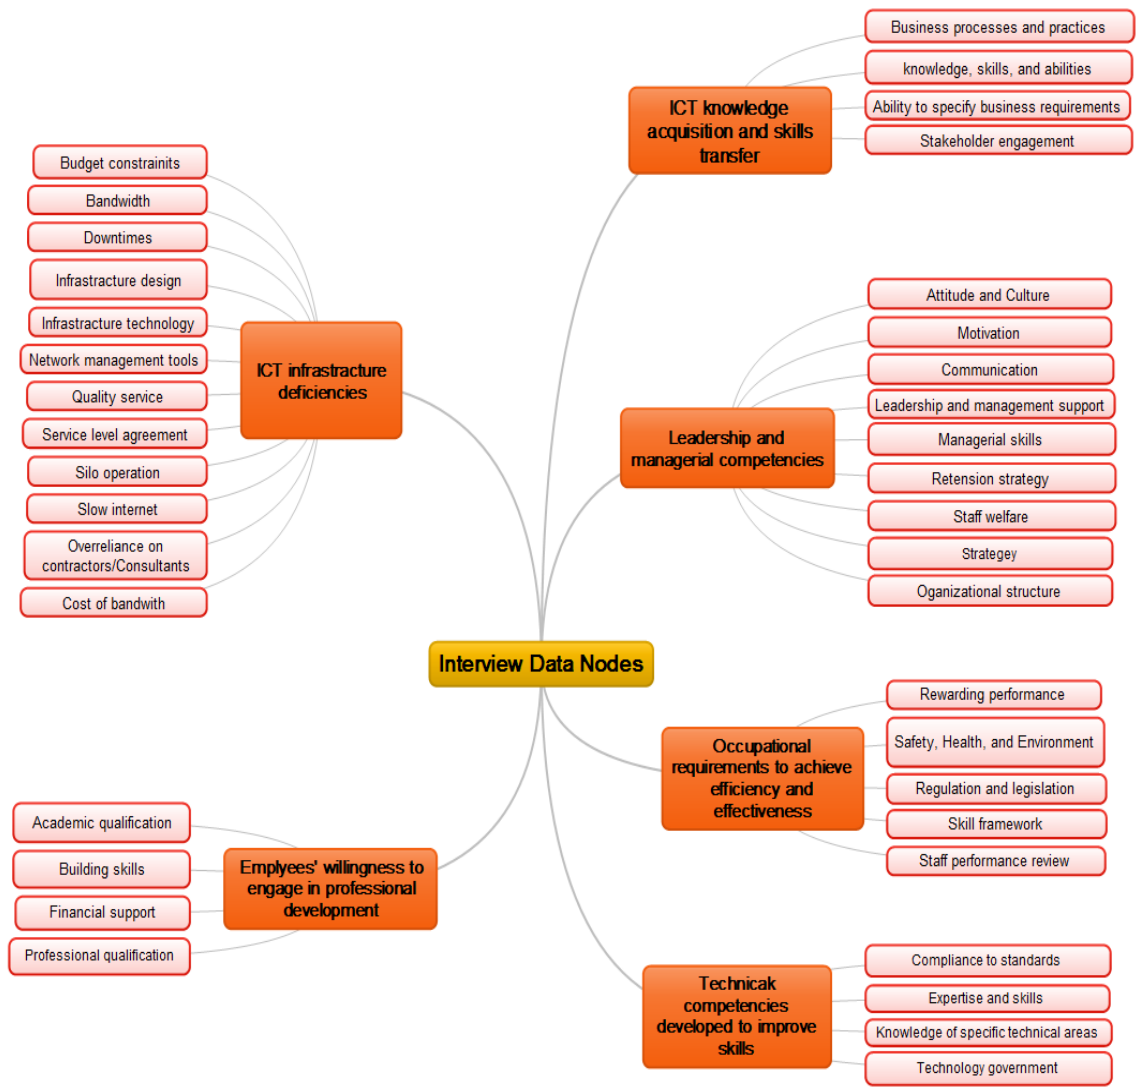 Business processes and practices
knowledge, skills, and abilities
Ability to specify business requirements
Stakeholder engagement
ICT knowledge
acquisition and skills
transfer
Budget constrainits
Bandwidth
Downtimes
Infrastracture design
Infrastracture technology
Network management tools
Quality service
Service level agreement
Silo operation
Slow internet
Overreliance on
contractors/Consultants
Cost of bandwith
ICT infrastracture
deficiencies
Attitude and Culture
Motivation
Communication
Leadership and management support
Managerial skills
Retension strategy
Staff welfare
Strategey
Oganizational structure
Leadership and
managerial competencies
Interview Data Nodes
Rewarding performance
Safety, Health, and Environment
Regulation and legislation
Skill framework
Staff performance review
Occupational
requirements to achieve
efficiency and
effectiveness
Academic qualification
Building skills
Financial support
Professional qualification
Emplyees' willingness to
engage in professional
development
Compliance to standards
Expertise and skills
Knowledge of specific technical areas
Technology government
Technicak
competencies
developed to improve
skills